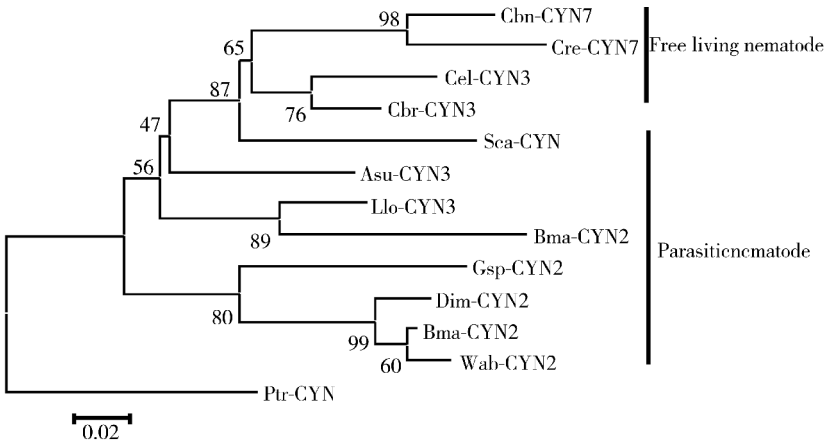 98
Cbn-CYN7
65
Cre-CYN7
Free living nematode
Cel-CYN3
87
76
Cbr-CYN3
47
Sca-CYN
56
Asu-CYN3
Llo-CYN3
89
Bma-CYN2
Parasiticncmatode
Gsp-CYN2
80
Dim-CYN2
99
Bma-CYN2
60
Wab-CYN2
Ptr-CYN
0.02